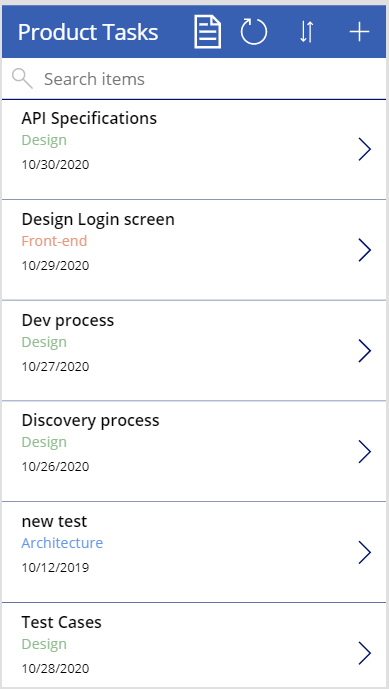 Product Tasks
Search items
API Specifications
Design
10/30/2020
Design Login screen
Front-end
10/29/2020
Dev process
Design
10/27/2020
Discovery process
Design
10/26/2020
new test
Architecture
10/12/2019
Test Cases
Design
10/28/2020